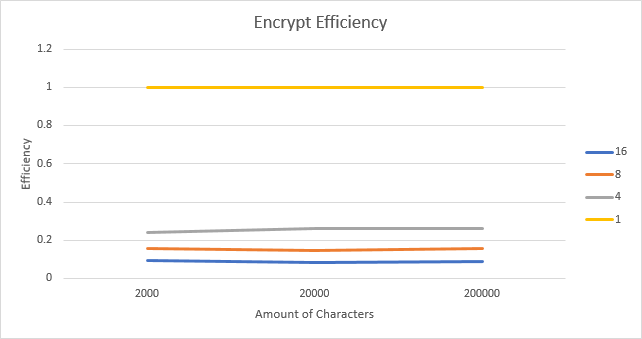 Encrypt Efficiency
1.2
1
0.8
0.6
0.4
0.2
0
Efficiency
2000 20000 200000
Amount of Characters
16
8
4
1